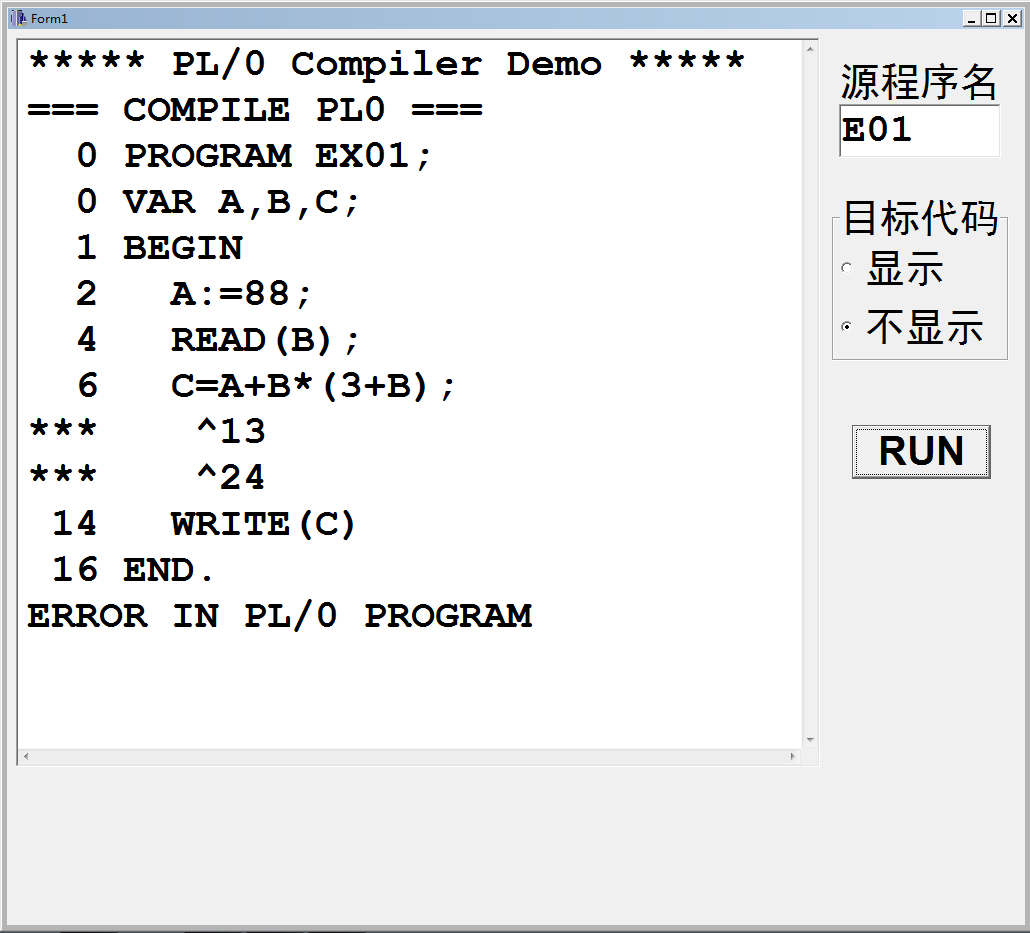 Form1
***** PL/0 Compiler Demo *****
=== COMPILE PL0 ===
  0 PROGRAM EX01;
  0 VAR A,B,C;
  1 BEGIN
  2   A:=88;
  4   READ(B);
  6   C=A+B*(3+B);
***    ^13
***    ^24
 14   WRITE(C)
 16 END.
ERROR IN PL/0 PROGRAM
源程序名
E01
目标代码
显示
不显示
RUN